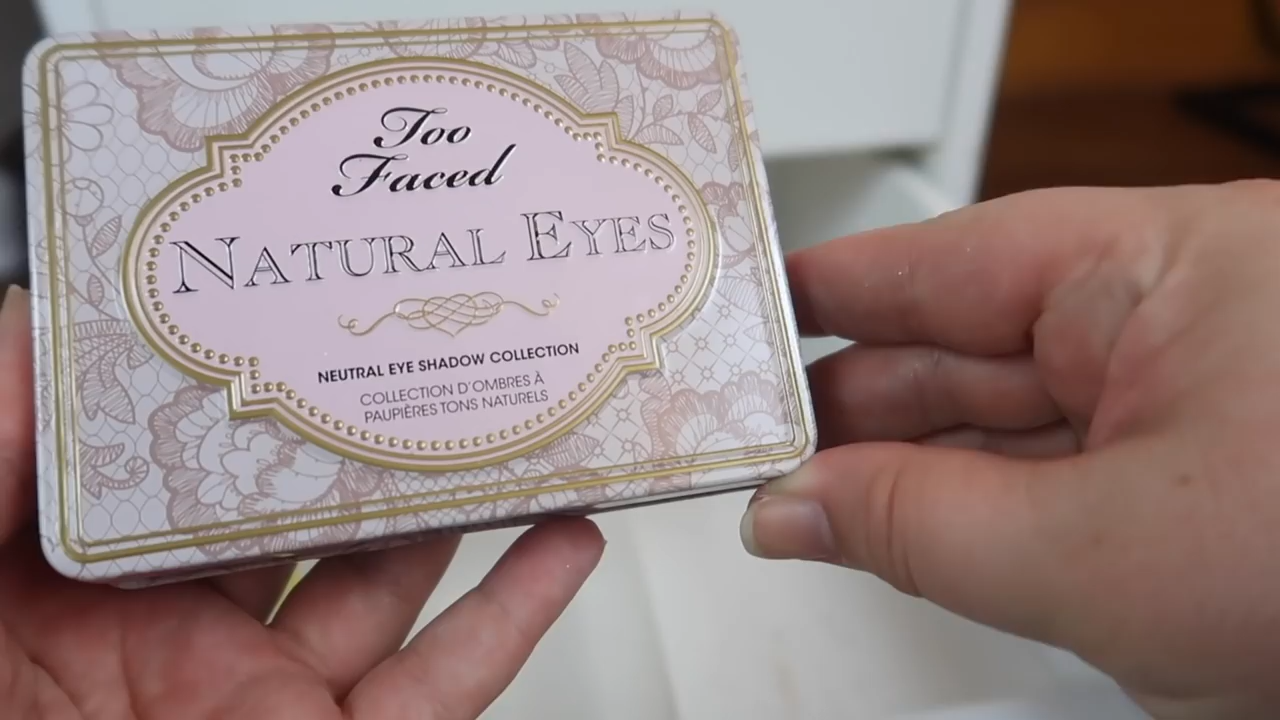 Too
Faced
NATURAL EYES
NEUTRAL EYE SHADOW COLLECTION
COLLECTION D'OMBRES À
PAUPIÈRES TONS NATURELS